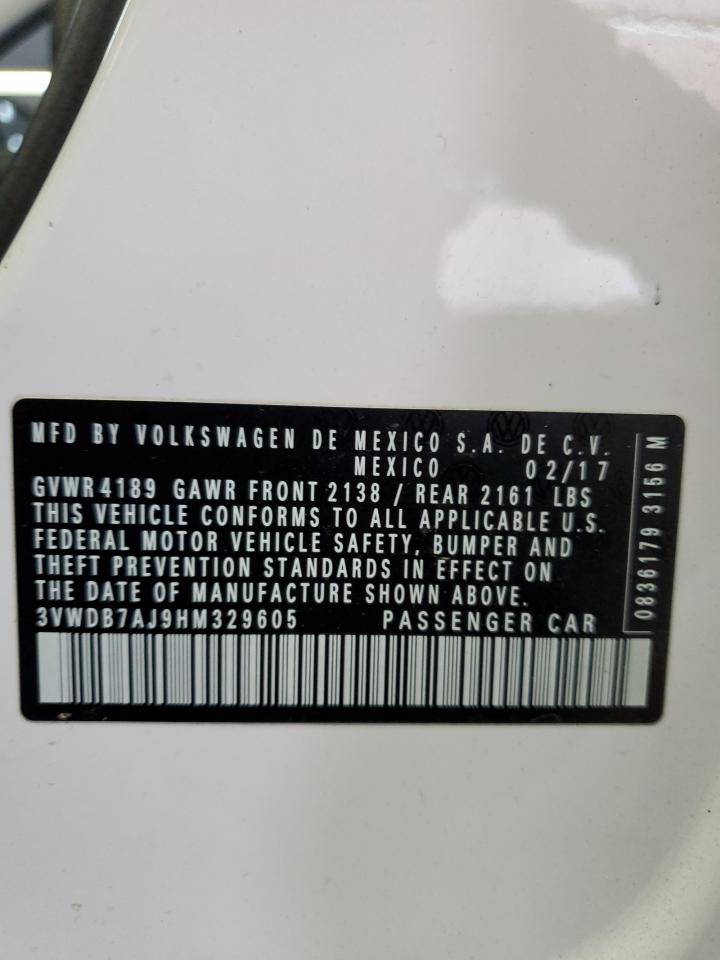 MFD BY VOLKSWAGEN DE MEXICO S.A. DE C.V.
MEXICO 02/17
GVWR 4189 GAWR FRONT 2138 / REAR 2161 LBS
THIS VEHICLE CONFORMS TO ALL APPLICABLE U.S.
FEDERAL MOTOR VEHICLE SAFETY, BUMPER AND
THEFT PREVENTION STANDARDS IN EFFECT ON
THE DATE OF MANUFACTURE SHOWN ABOVE.
3VWDB7AJ9HM329605 PASSENGER CAR
0836179 3156 M